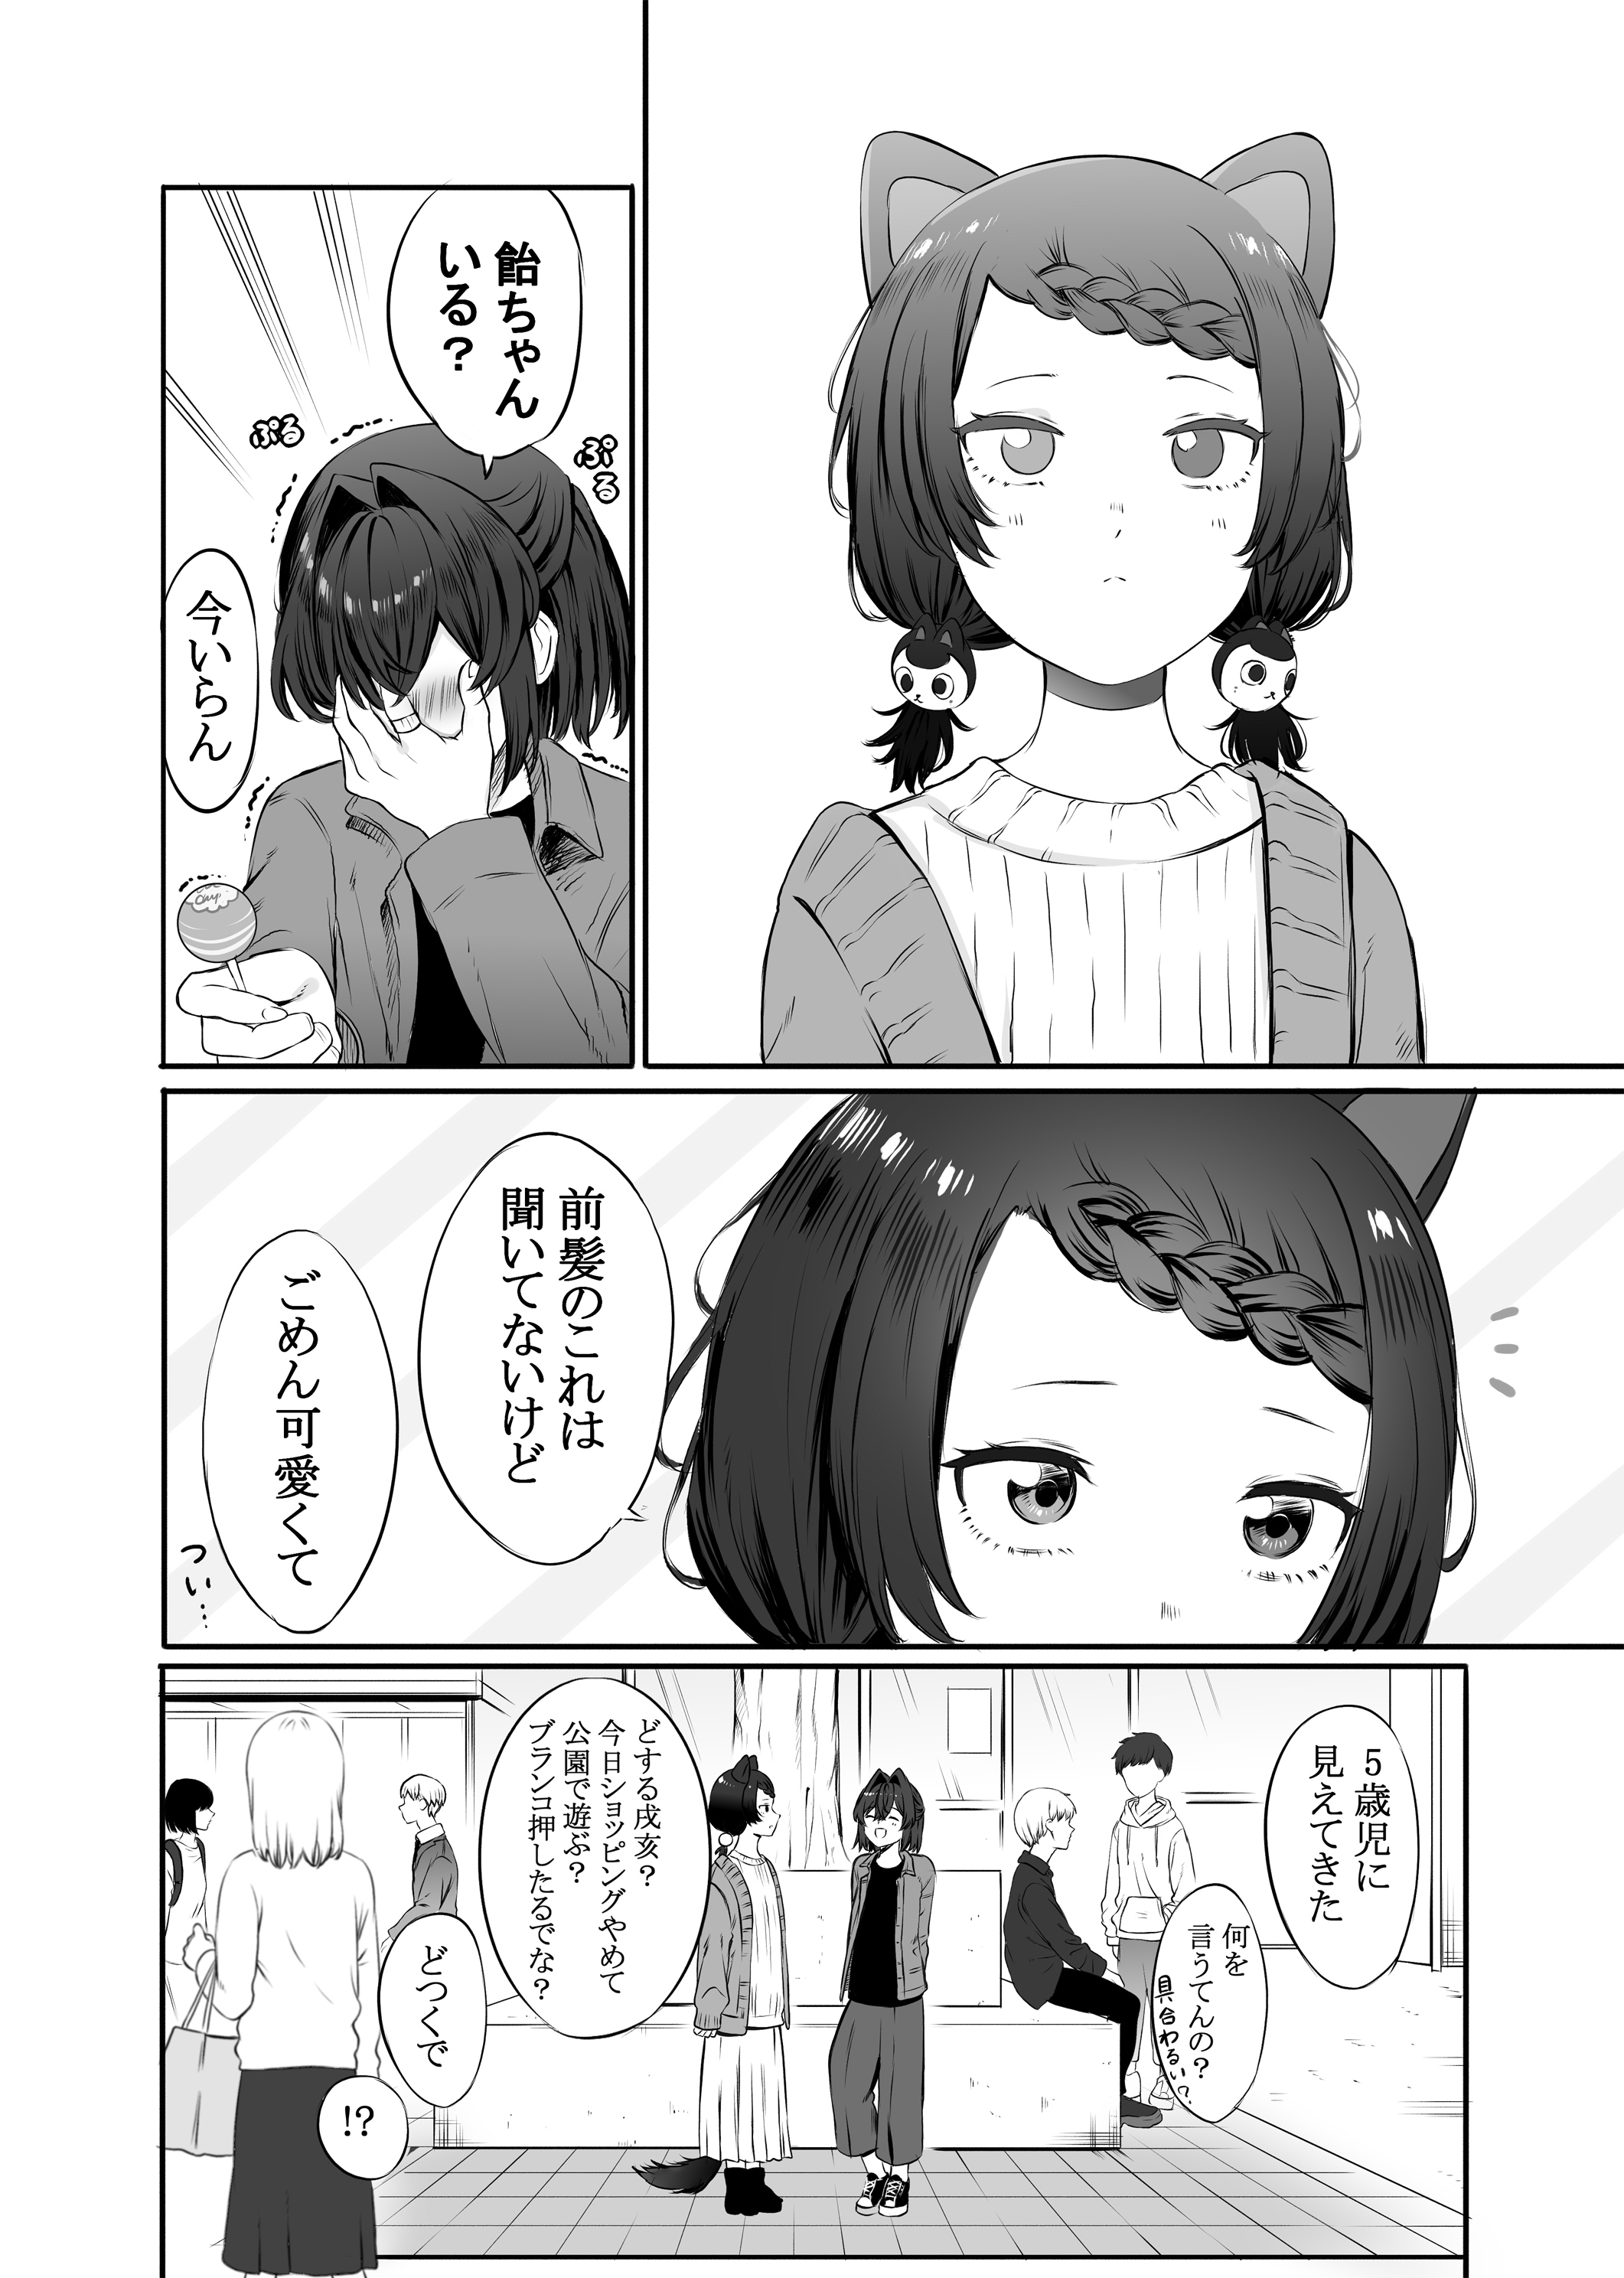 飴ちゃん
いる？
ぷる
ぷる
今いらん
前髪のこれは
聞いてないけど
ごめん可愛くて
つい…
5歳児に
見えてきた
何を
言うてんの？
具合わるい？
どする戌亥？
今日ショッピングやめて
公園で遊ぶ？
ブランコ押したるでな？
どつくで
!?